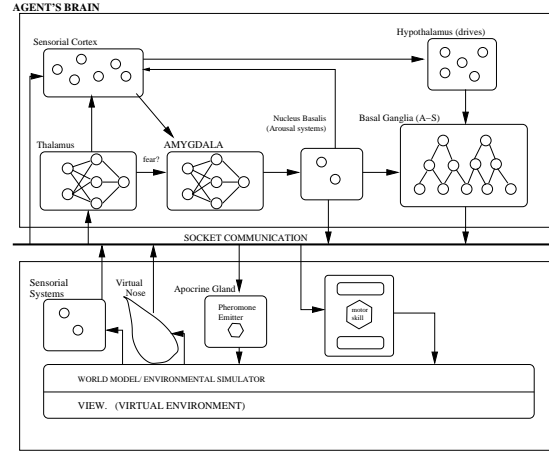 AGENT'S BRAIN
Sensorial Cortex
Hypothalamus (drives)
Nucleus Basalis
(Arousal systems)
Basal Ganglia (A–S)
Thalamus
fear?
AMYGDALA
SOCKET COMMUNICATION
Sensorial
Systems
Virtual
Nose
Apocrine Gland
Pheromone
Emitter
motor
skill
WORLD MODEL/ ENVIRONMENTAL SIMULATOR
VIEW. (VIRTUAL ENVIRONMENT)